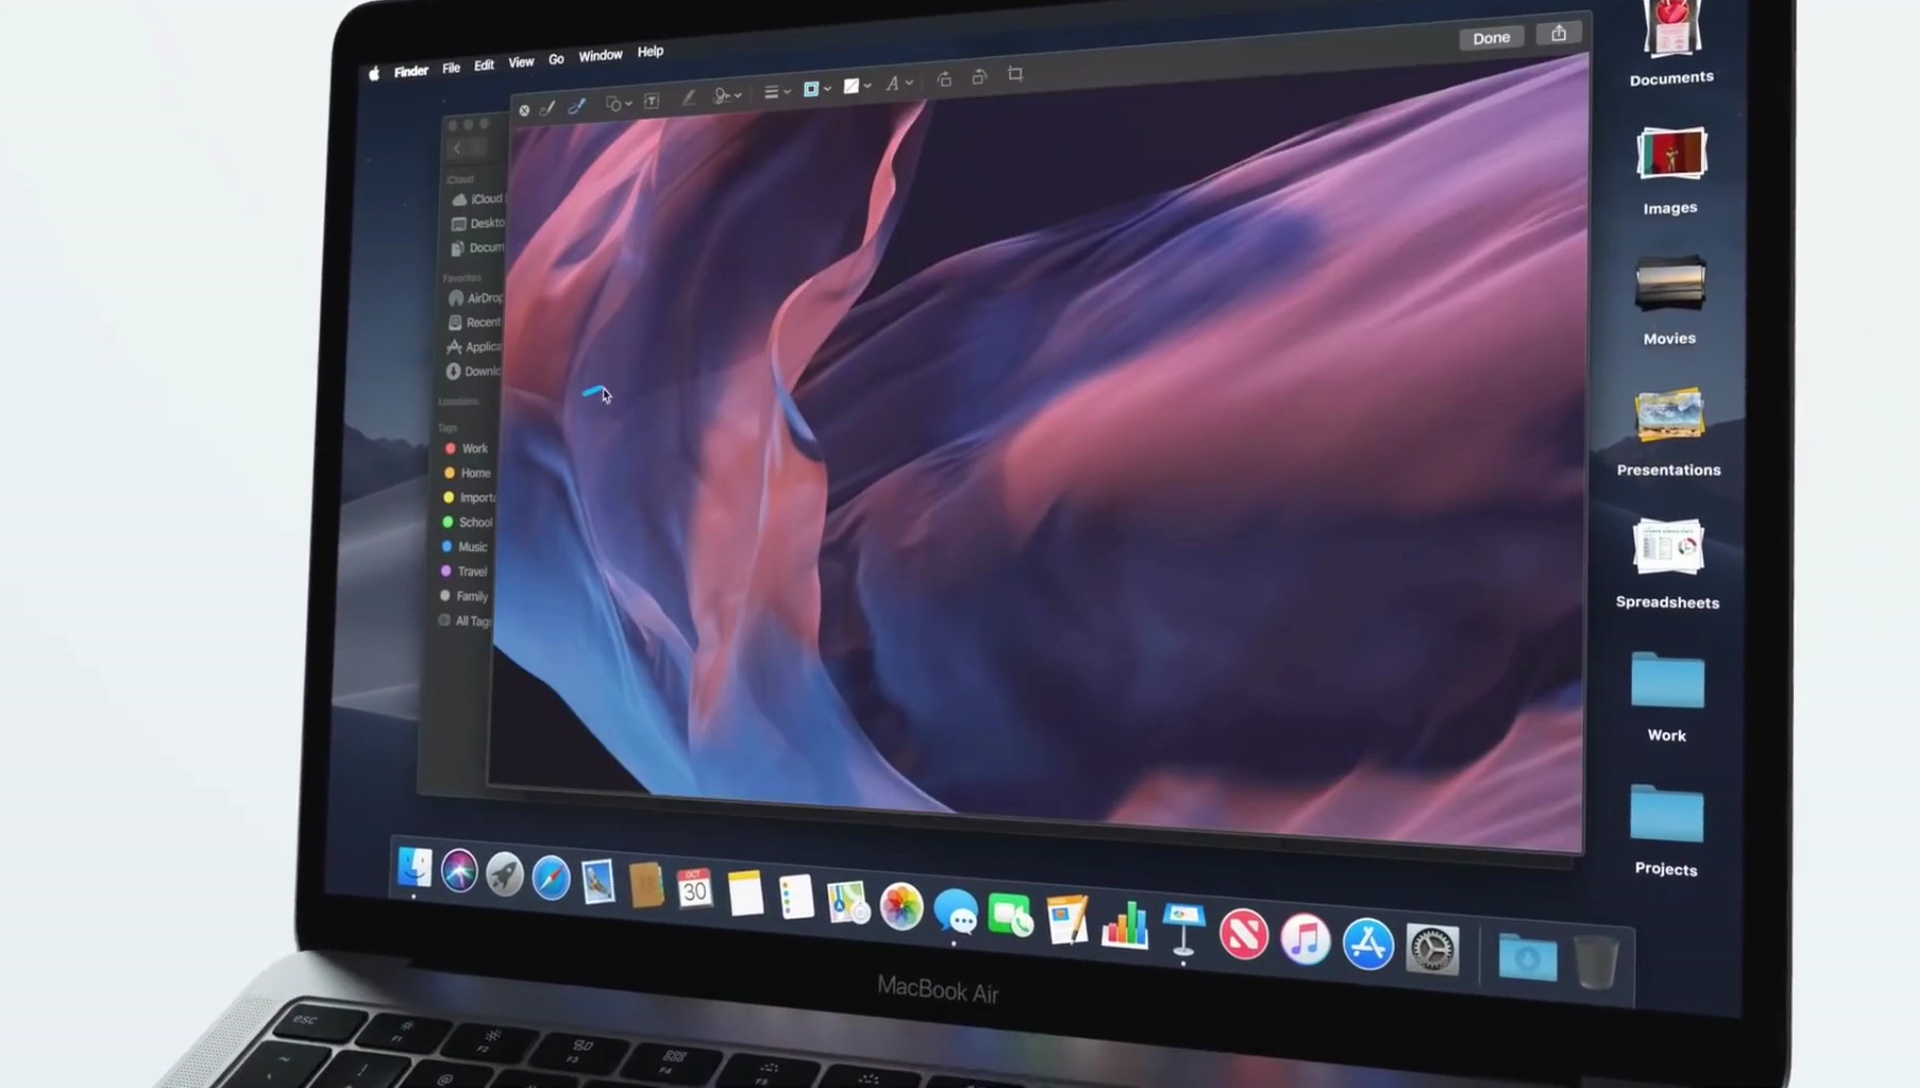 Finder File Edit View Go Window Help
Done
iCloud
iCloud
Deskto
Docum
Favorites
AirDrop
Recent
Applica
Downlo
Locations
Tags
Work
Home
Importa
School
Music
Travel
Family
All Tag
Documents
Images
Movies
Presentations
Spreadsheets
Work
Projects
OCT
30
MacBook Air
esc
F1
F2
F3
F4
F5